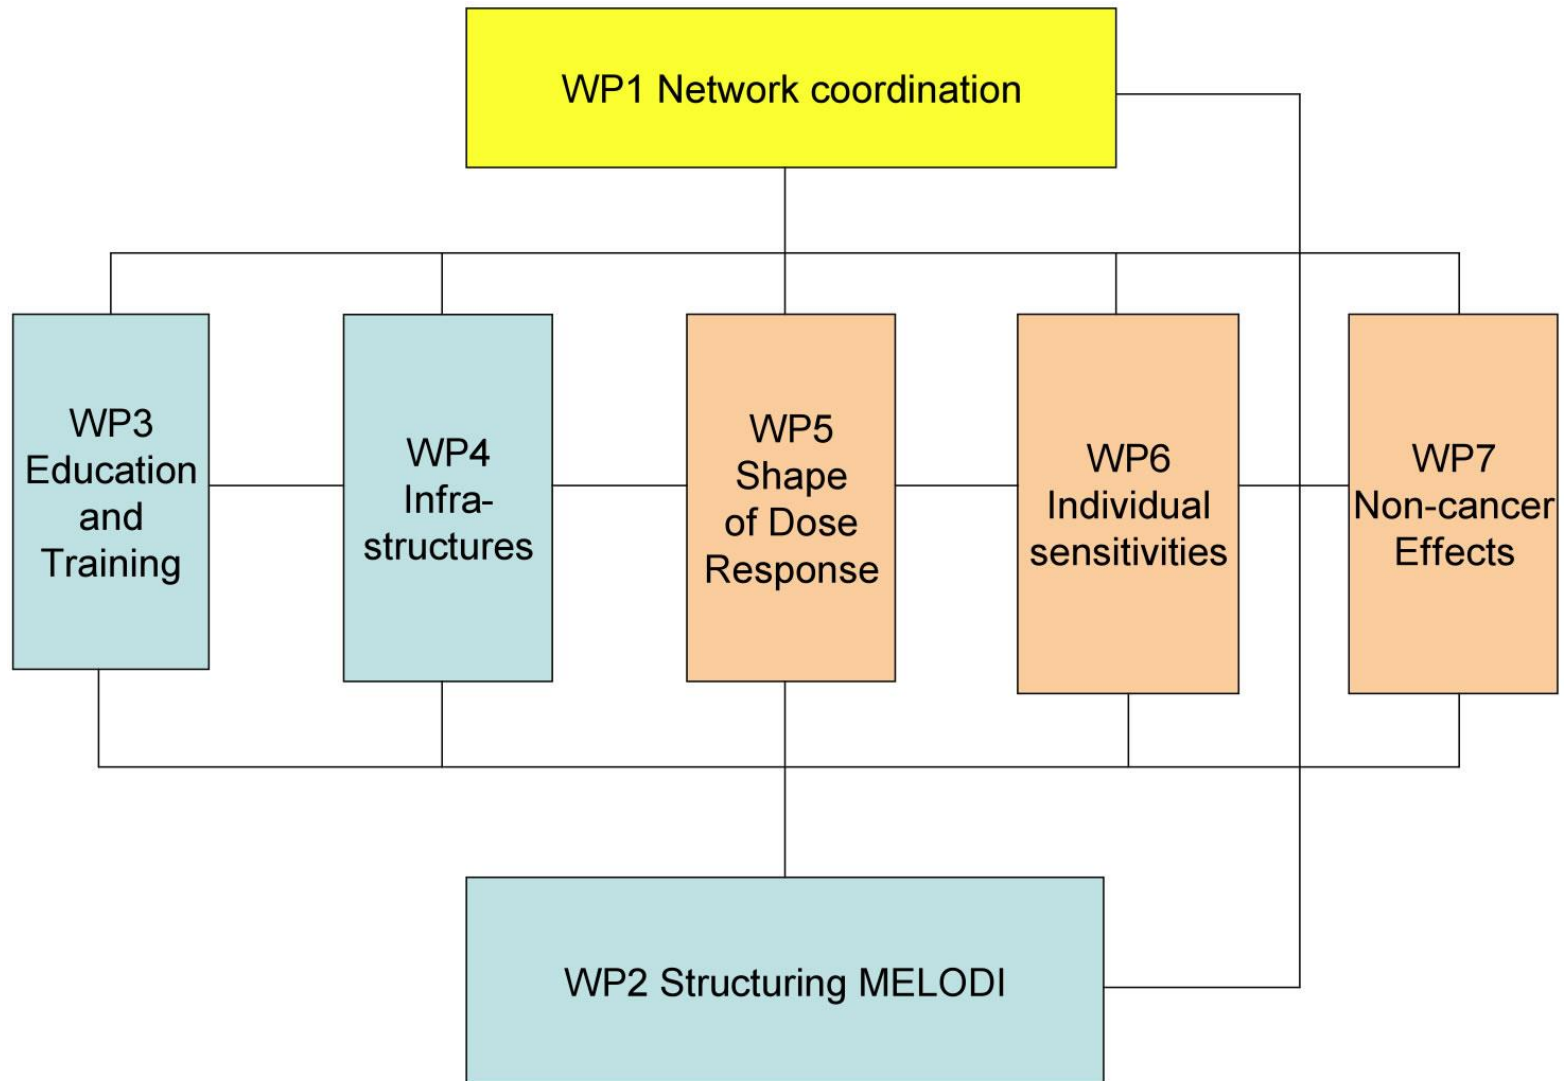 WP1 Network coordination
WP3
Education
and
Training
WP4
Infra-
structures
WP5
Shape
of Dose
Response
WP6
Individual
sensitivities
WP7
Non-cancer
Effects
WP2 Structuring MELODI